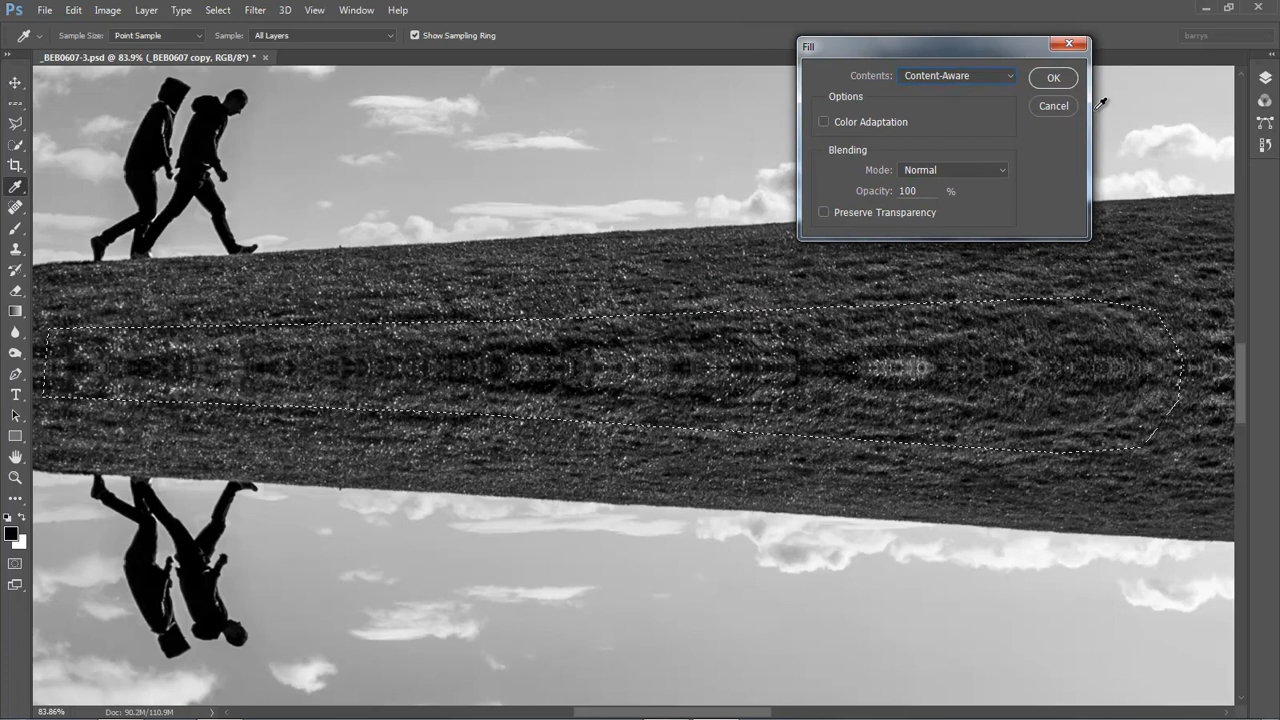 Ps File Edit Image Layer Type Select Filter 3D View Window Help
Sample Size: Point Sample Sample: All Layers Show Sampling Ring barrys
_BEB0607-3.psd @ 83.9% (_BEB0607 copy, RGB/8*) * ×
Fill
Contents: Content-Aware OK
Options
Cancel
Color Adaptation
Blending
Mode: Normal
Opacity: 100 %
Preserve Transparency
83.86% Doc: 90.2M/110.9M